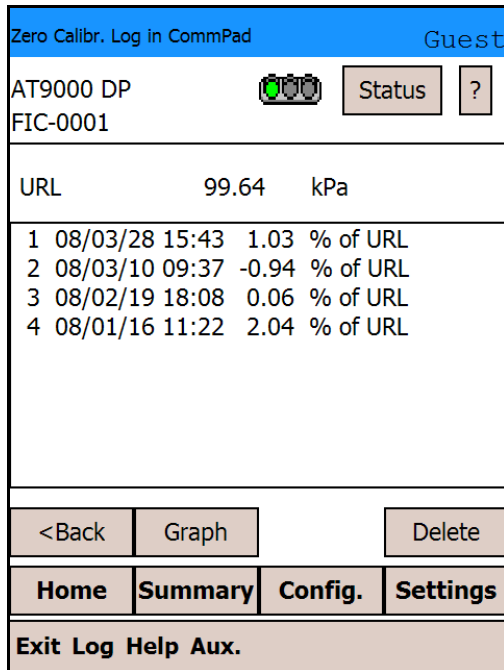 Zero Calibr. Log in CommPad Guest
AT9000 DP Status ?
FIC-0001
URL 99.64 kPa
1 08/03/28 15:43 1.03 % of URL
2 08/03/10 09:37 -0.94 % of URL
3 08/02/19 18:08 0.06 % of URL
4 08/01/16 11:22 2.04 % of URL
<Back Graph Delete
Home Summary Config. Settings
Exit Log Help Aux.